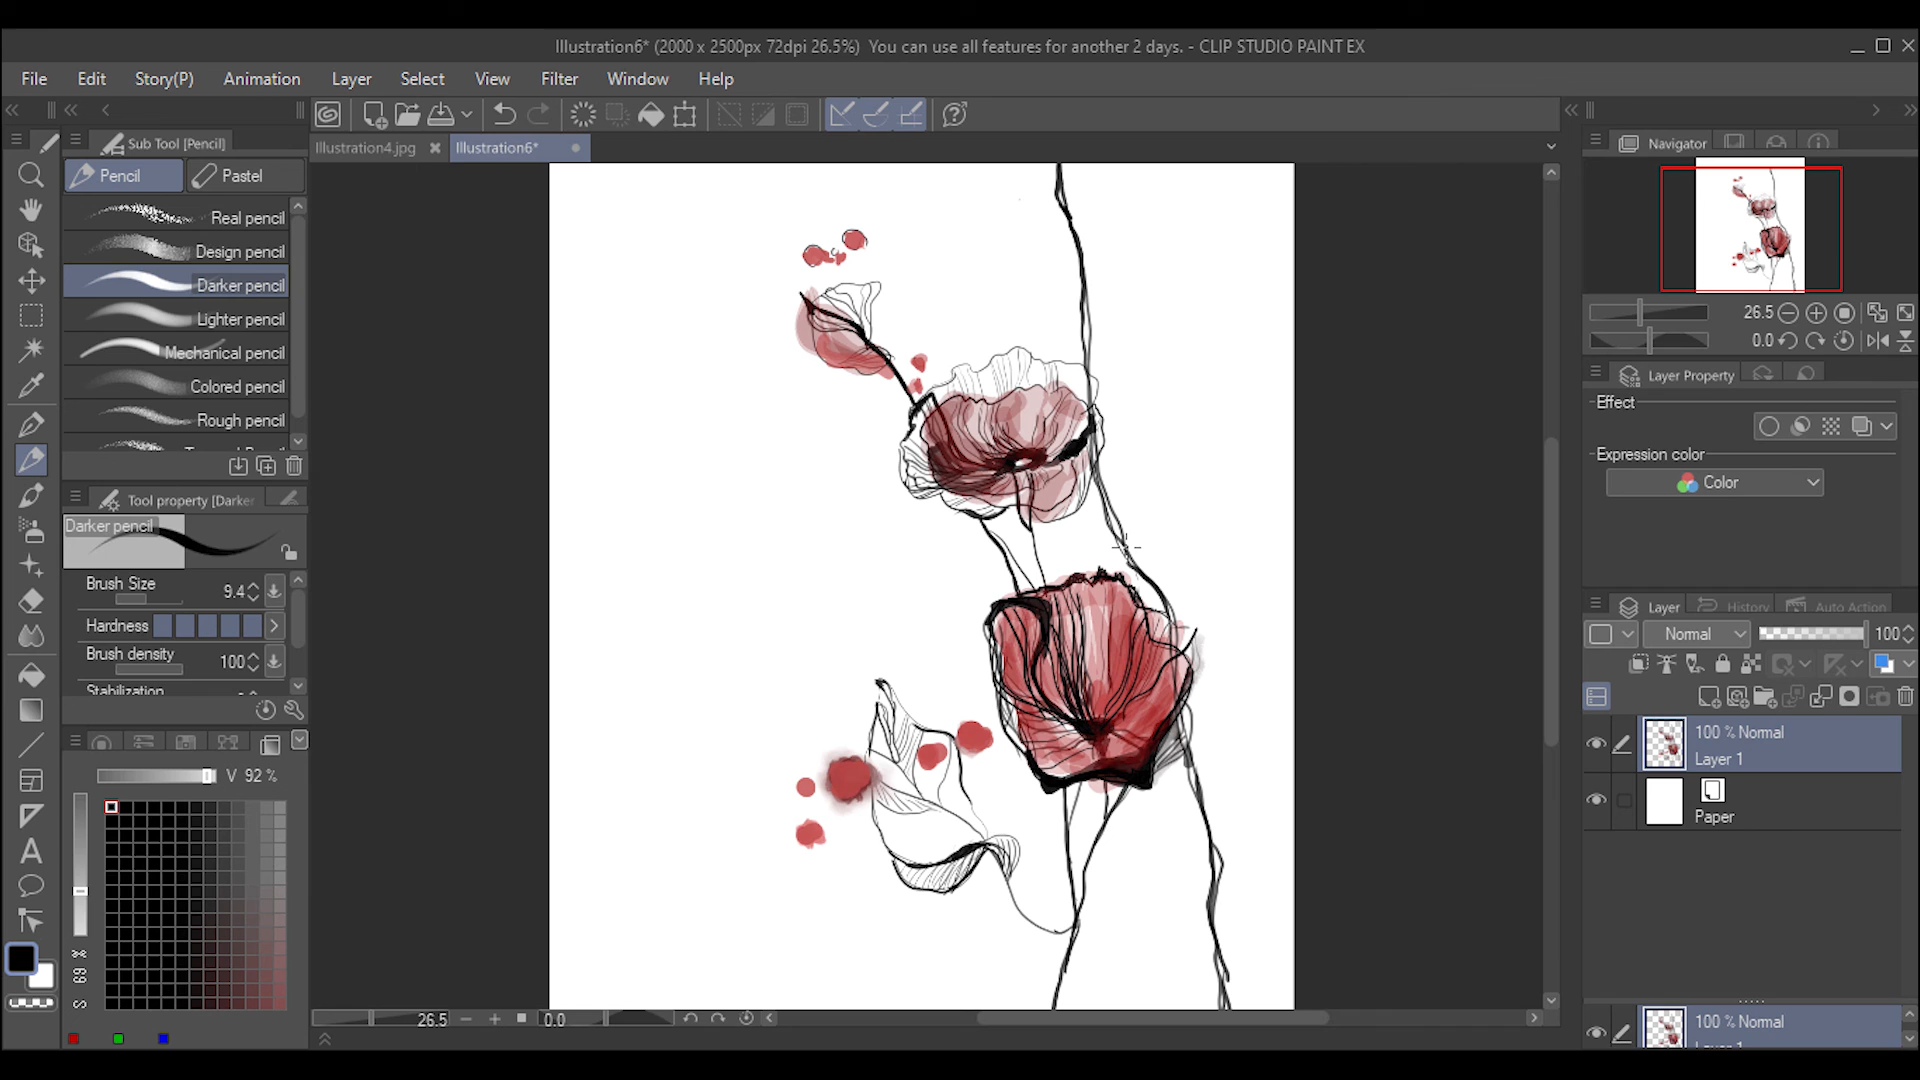 Illustration6* (2000 x 2500px 72dpi 26.5%)  You can use all features for another 2 days. - CLIP STUDIO PAINT EX
File Edit Story(P) Animation Layer Select View Filter Window Help
Sub Tool [Pencil]
Illustration4.jpg
Illustration6*
Navigator
Pencil
Pastel
Real pencil
Design pencil
Darker pencil
Lighter pencil
Mechanical pencil
Colored pencil
Rough pencil
26.5
0.0
Layer Property
Effect
Expression color
Color
Tool property [Darker
Darker pencil
Brush Size 9.4
Hardness
Brush density 100
Stabilization
V 92 %
Layer
History
Auto Action
Normal
100
100 % Normal
Layer 1
Paper
26.5
0.0
100 % Normal
Layer 1